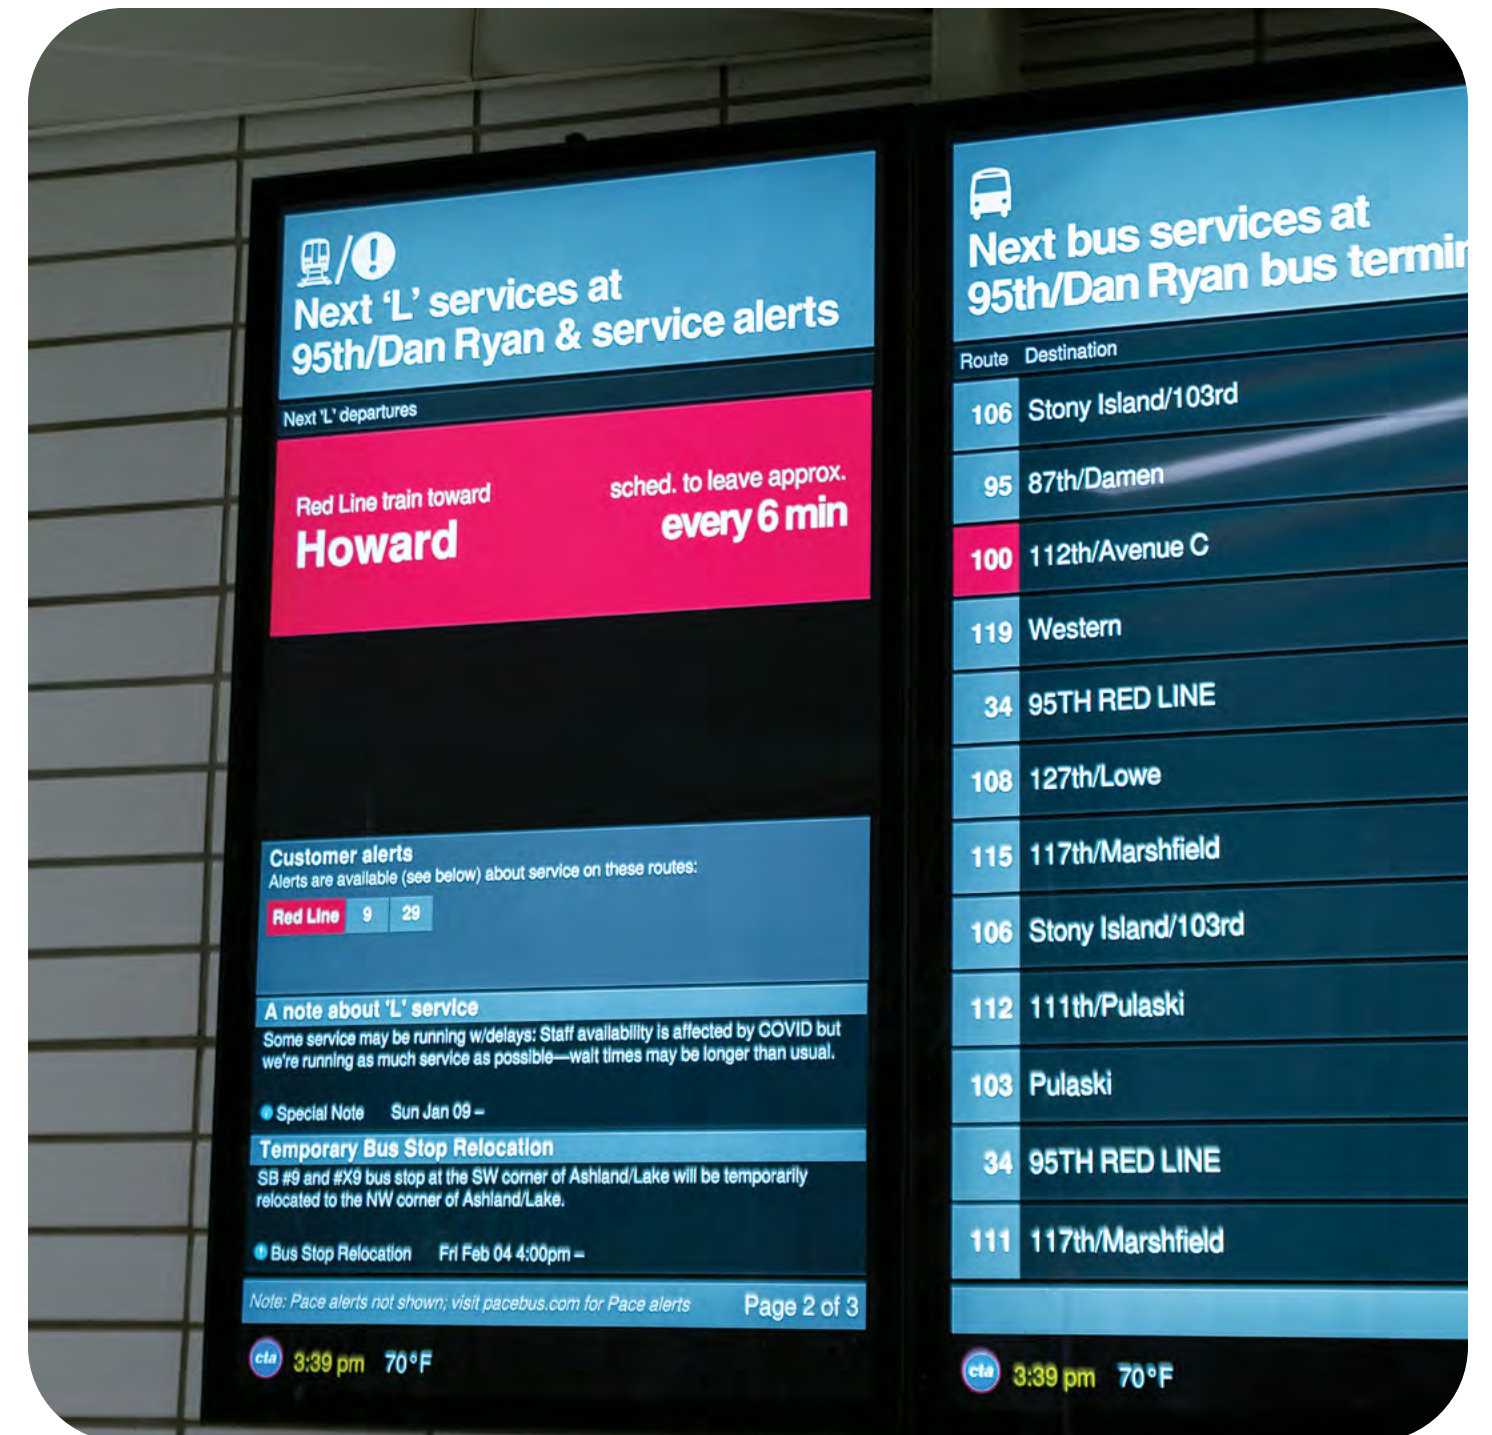 Next 'L' services at
95th/Dan Ryan & service alerts
Next 'L' departures
Red Line train toward
Howard
sched. to leave approx.
every 6 min
Customer alerts
Alerts are available (see below) about service on these routes:
Red Line 9 29
A note about 'L' service
Some service may be running w/delays: Staff availability is affected by COVID but
we're running as much service as possible—wait times may be longer than usual.
Special Note Sun Jan 09 –
Temporary Bus Stop Relocation
SB #9 and #X9 bus stop at the SW corner of Ashland/Lake will be temporarily
relocated to the NW corner of Ashland/Lake.
Bus Stop Relocation Fri Feb 04 4:00pm –
Note: Pace alerts not shown; visit pacebus.com for Pace alerts Page 2 of 3
cta 3:39 pm 70°F
Next bus services at
95th/Dan Ryan bus termin
Route Destination
106 Stony Island/103rd
95 87th/Damen
100 112th/Avenue C
119 Western
34 95TH RED LINE
108 127th/Lowe
115 117th/Marshfield
106 Stony Island/103rd
112 111th/Pulaski
103 Pulaski
34 95TH RED LINE
111 117th/Marshfield
cta 3:39 pm 70°F